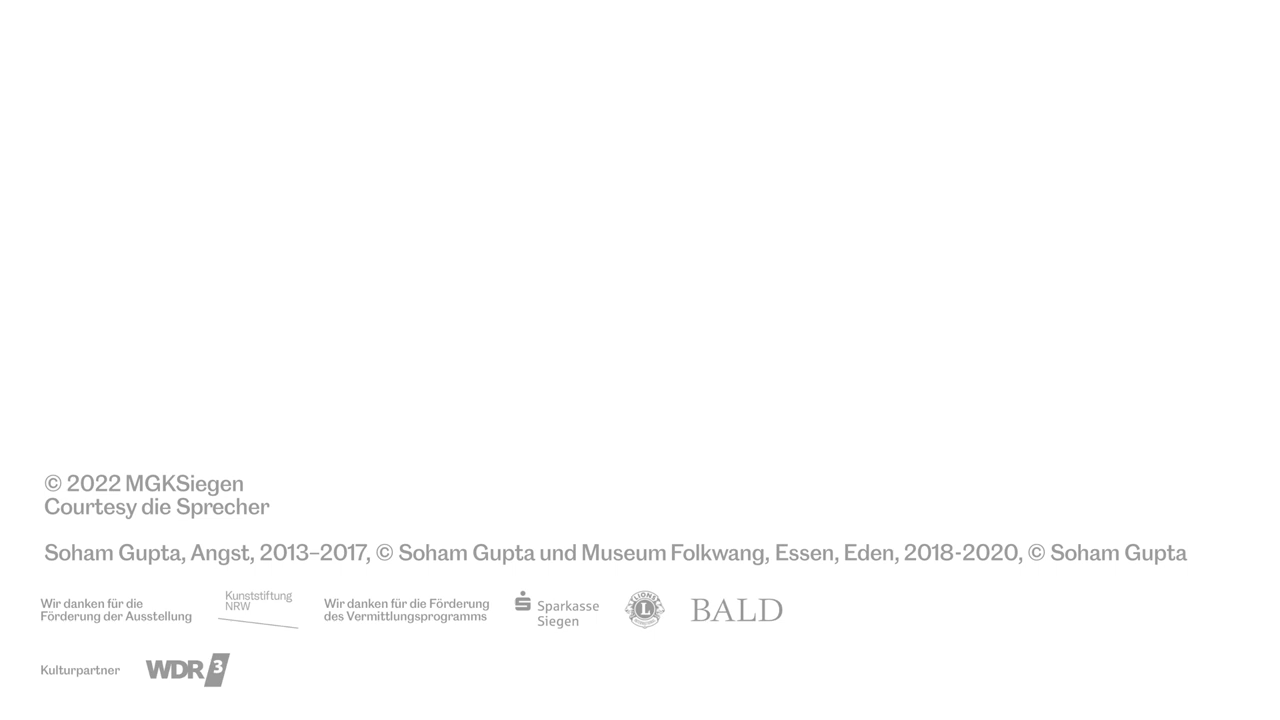 © 2022 MGKSiegen
Courtesy die Sprecher
Soham Gupta, Angst, 2013–2017, © Soham Gupta und Museum Folkwang, Essen, Eden, 2018-2020, © Soham Gupta
Wir danken für die
Förderung der Ausstellung
Kunststiftung
NRW
Wir danken für die Förderung
des Vermittlungsprogramms
Sparkasse
Siegen
LIONS
L
BALD
Kulturpartner
WDR 3